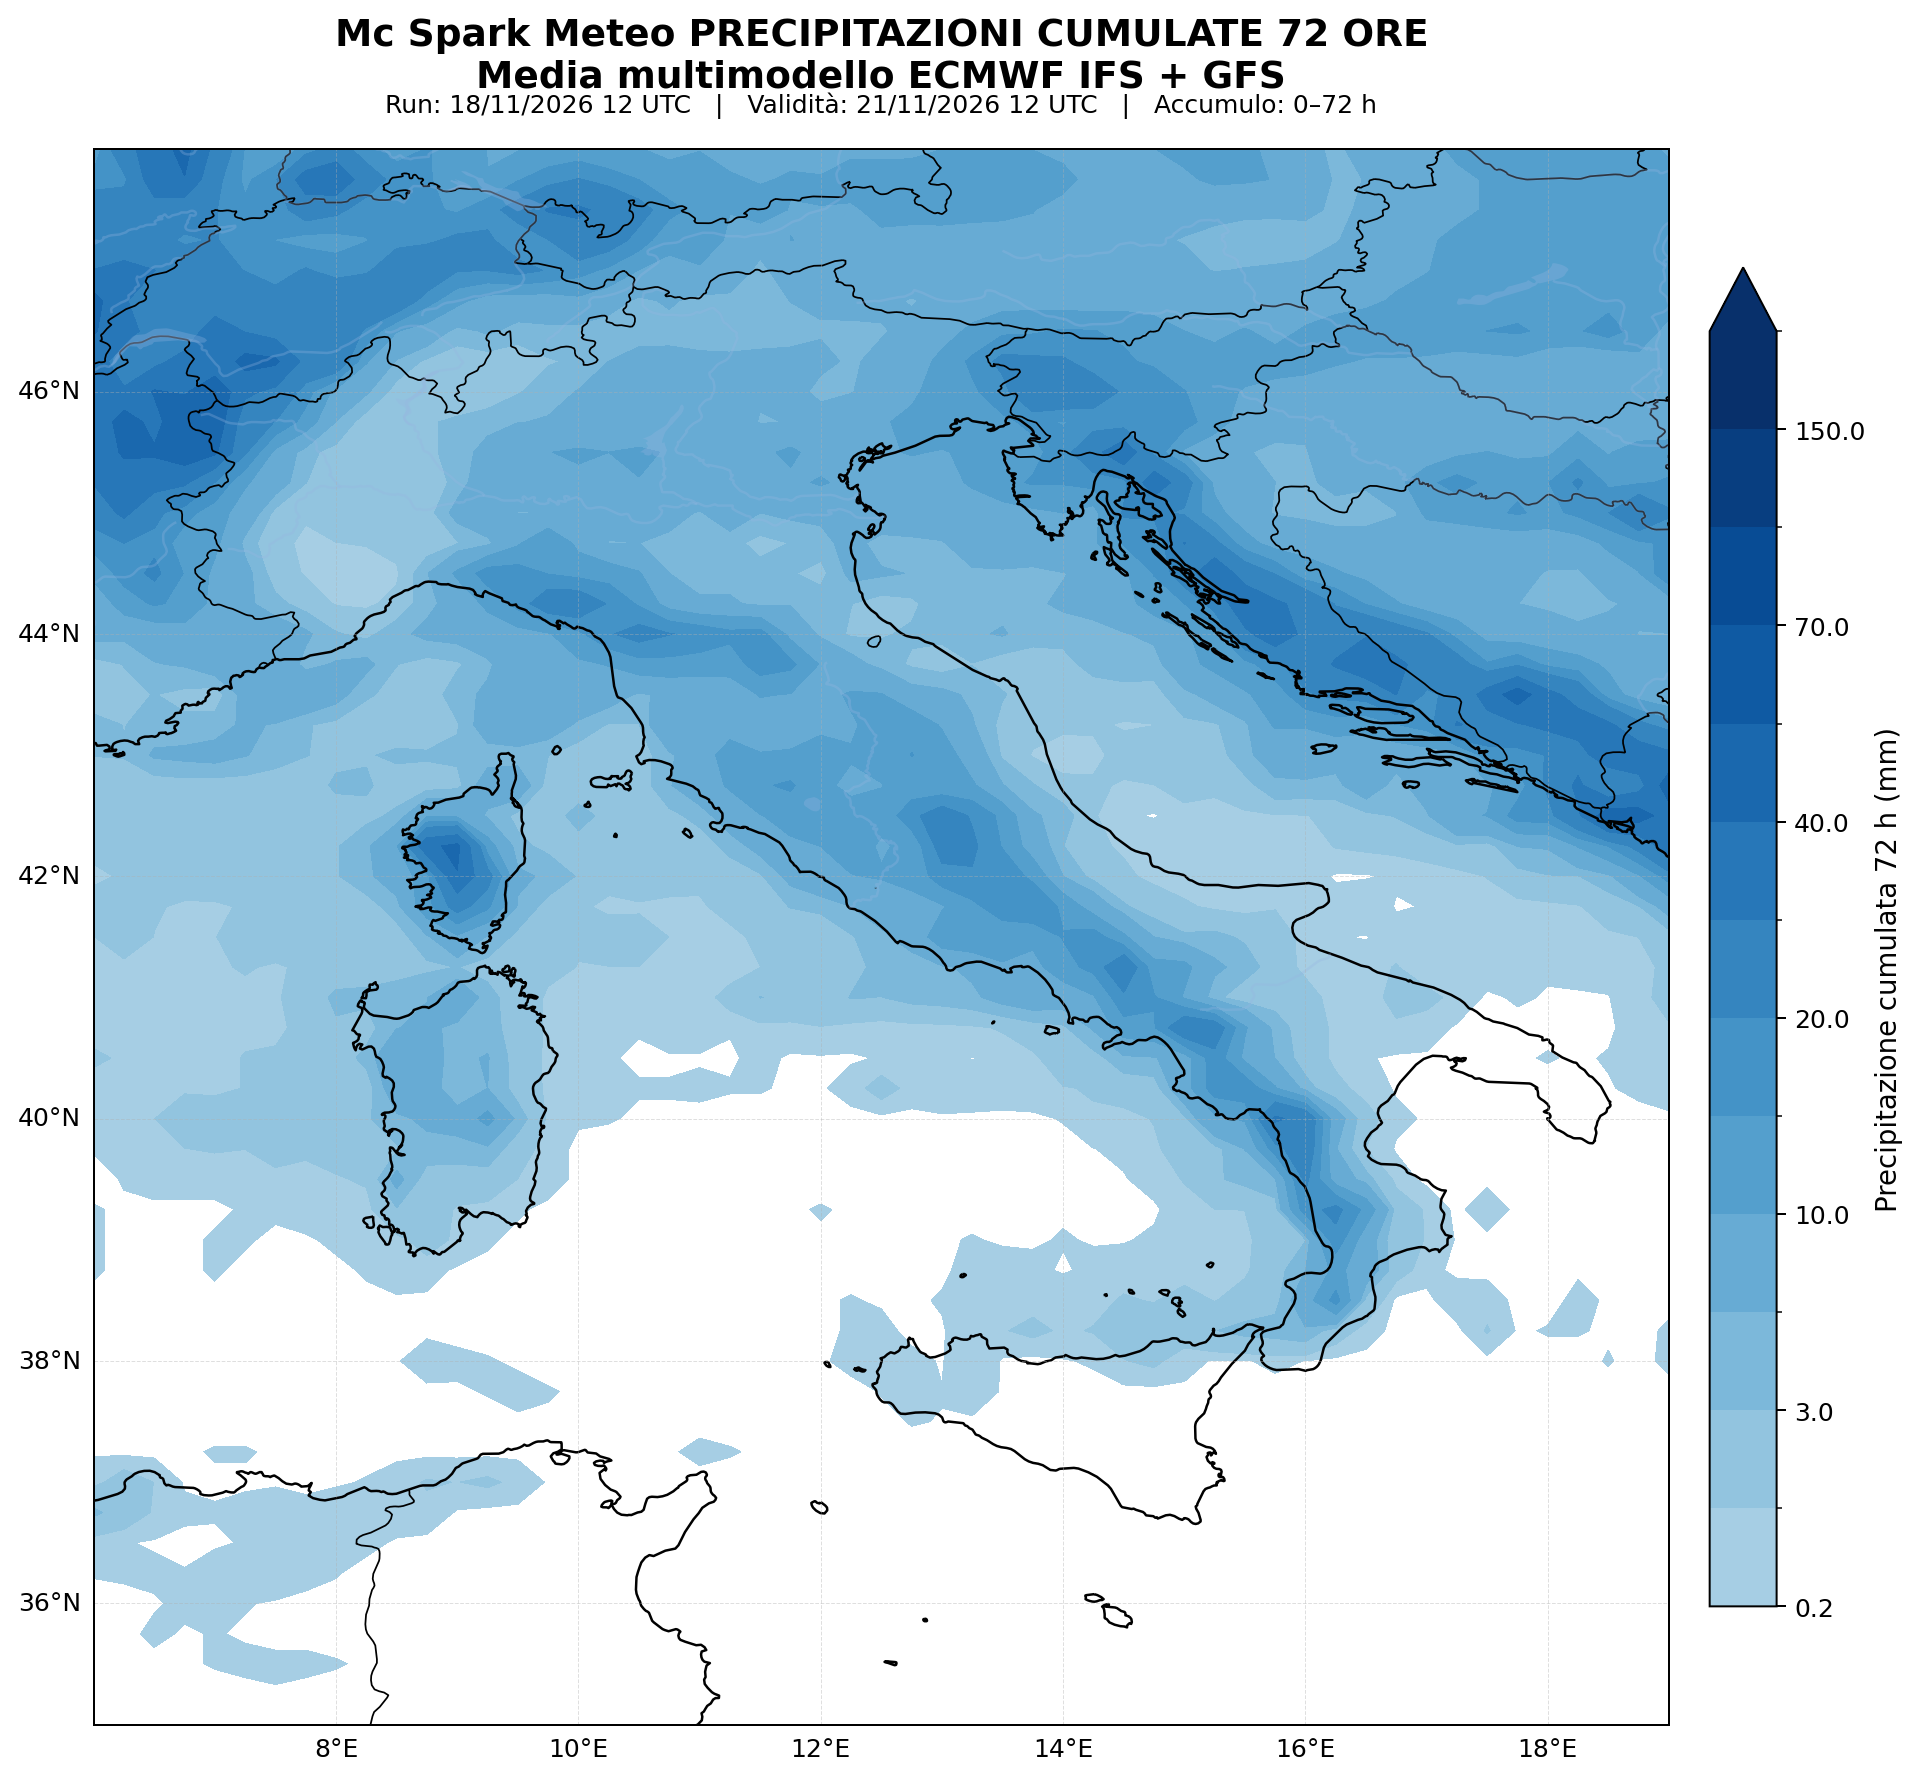 Mc Spark Meteo PRECIPITAZIONI CUMULATE 72 ORE
Media multimodello ECMWF IFS + GFS
Run: 18/11/2026 12 UTC | Validità: 21/11/2026 12 UTC | Accumulo: 0–72 h
46°N
44°N
42°N
40°N
38°N
36°N
8°E
10°E
12°E
14°E
16°E
18°E
150.0
70.0
40.0
20.0
10.0
3.0
0.2
Precipitazione cumulata 72 h (mm)